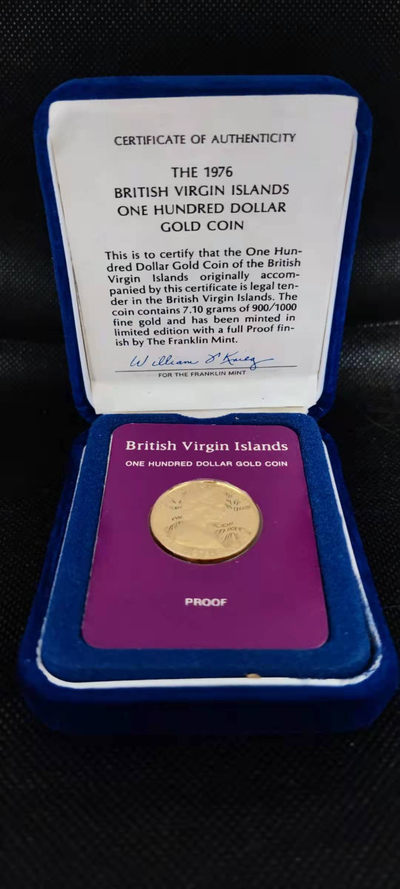 CERTIFICATE OF AUTHENTICITY
THE 1976
BRITISH VIRGIN ISLANDS
ONE HUNDRED DOLLAR
GOLD COIN
This is to certify that the One Hun-
dred Dollar Gold Coin of the British
Virgin Islands originally accom-
panied by this certificate is legal ten-
der in the British Virgin Islands. The
coin contains 7.10 grams of 900/1000
fine gold and has been minted in
limited edition with a full Proof fin-
ish by The Franklin Mint.
William
FOR THE FRANKLIN MINT
British Virgin Islands
ONE HUNDRED DOLLAR GOLD COIN
PROOF